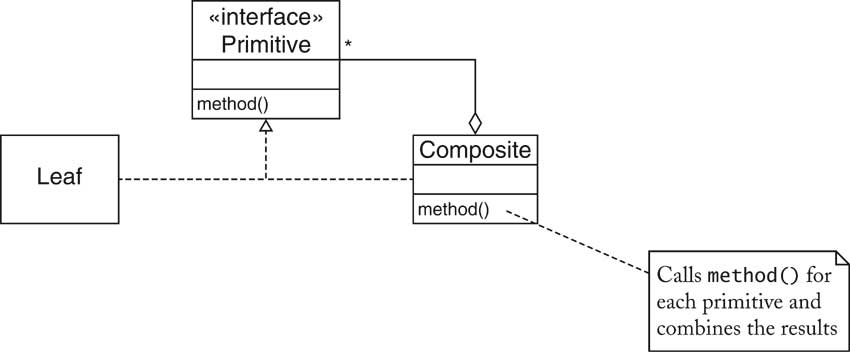 «interface»
Primitive
*
method()
Leaf
Composite
method()
Calls method() for
each primitive and
combines the results